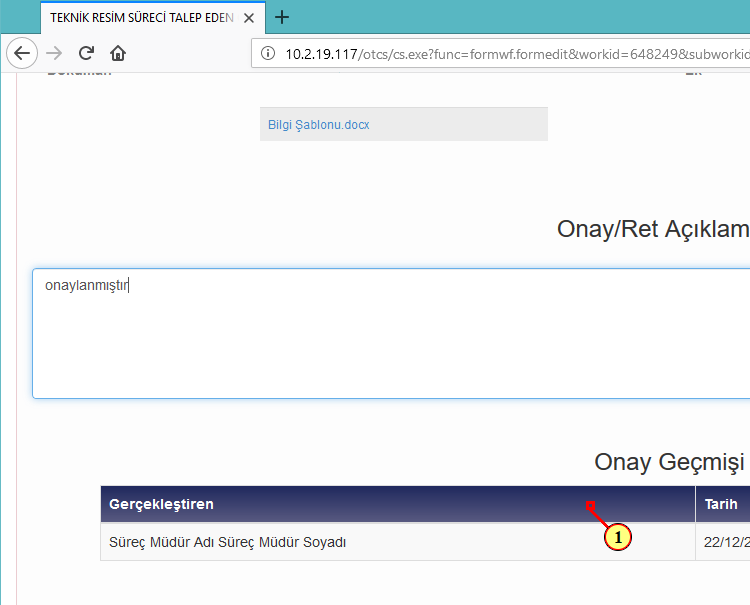 TEKNİK RESİM SÜRECİ TALEP EDEN
10.2.19.117/otcs/cs.exe?func=formwf.formedit&workid=648249&subworkid
Bilgi Şablonu.docx
Onay/Ret Açıklam
onaylanmıştır
Onay Geçmişi
Gerçekleştiren Tarih
1
Süreç Müdür Adı Süreç Müdür Soyadı 22/12/2